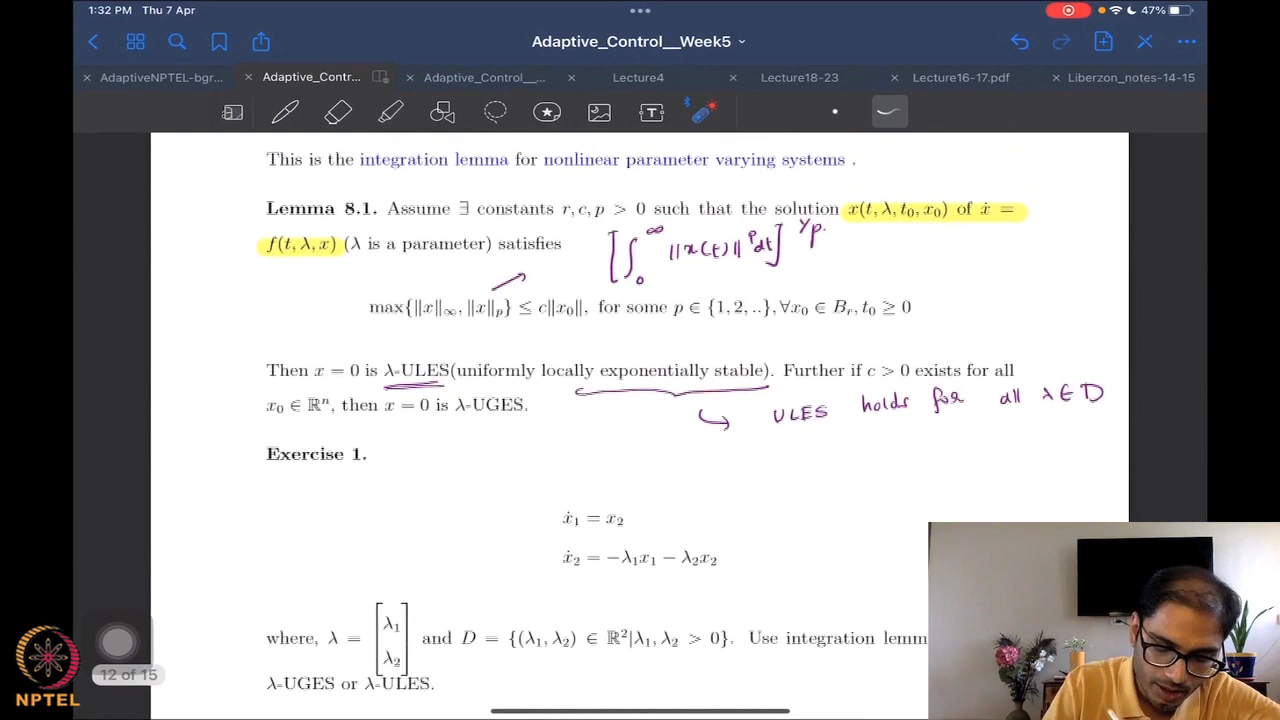 1:32 PM Thu 7 Apr
47%
Adaptive_Control__Week5
AdaptiveNPTEL-bgr...
Adaptive_Contr...
Adaptive_Control__...
Lecture4
Lecture18-23
Lecture16-17.pdf
Liberzon_notes-14-15
This is the integration lemma for nonlinear parameter varying systems .
Lemma 8.1. Assume ∃ constants r, c, p > 0 such that the solution x(t, λ, t₀, x₀) of ẋ =
f(t, λ, x) (λ is a parameter) satisfies
[∫₀^∞ ||x(t)||^p dt]^{1/p}
max{‖x‖∞, ‖x‖ₚ} ≤ c‖x₀‖, for some p ∈ {1, 2, ..}, ∀x₀ ∈ Bᵣ, t₀ ≥ 0
Then x = 0 is λ-ULES(uniformly locally exponentially stable). Further if c > 0 exists for all
x₀ ∈ ℝⁿ, then x = 0 is λ-UGES.
ULES holds for all λ ∈ D
Exercise 1.
ẋ₁ = x₂
ẋ₂ = −λ₁x₁ − λ₂x₂
where, λ = [λ₁ λ₂] and D = {(λ₁, λ₂) ∈ ℝ²|λ₁, λ₂ > 0}. Use integration lemm
λ-UGES or λ-ULES.
12 of 15
NPTEL